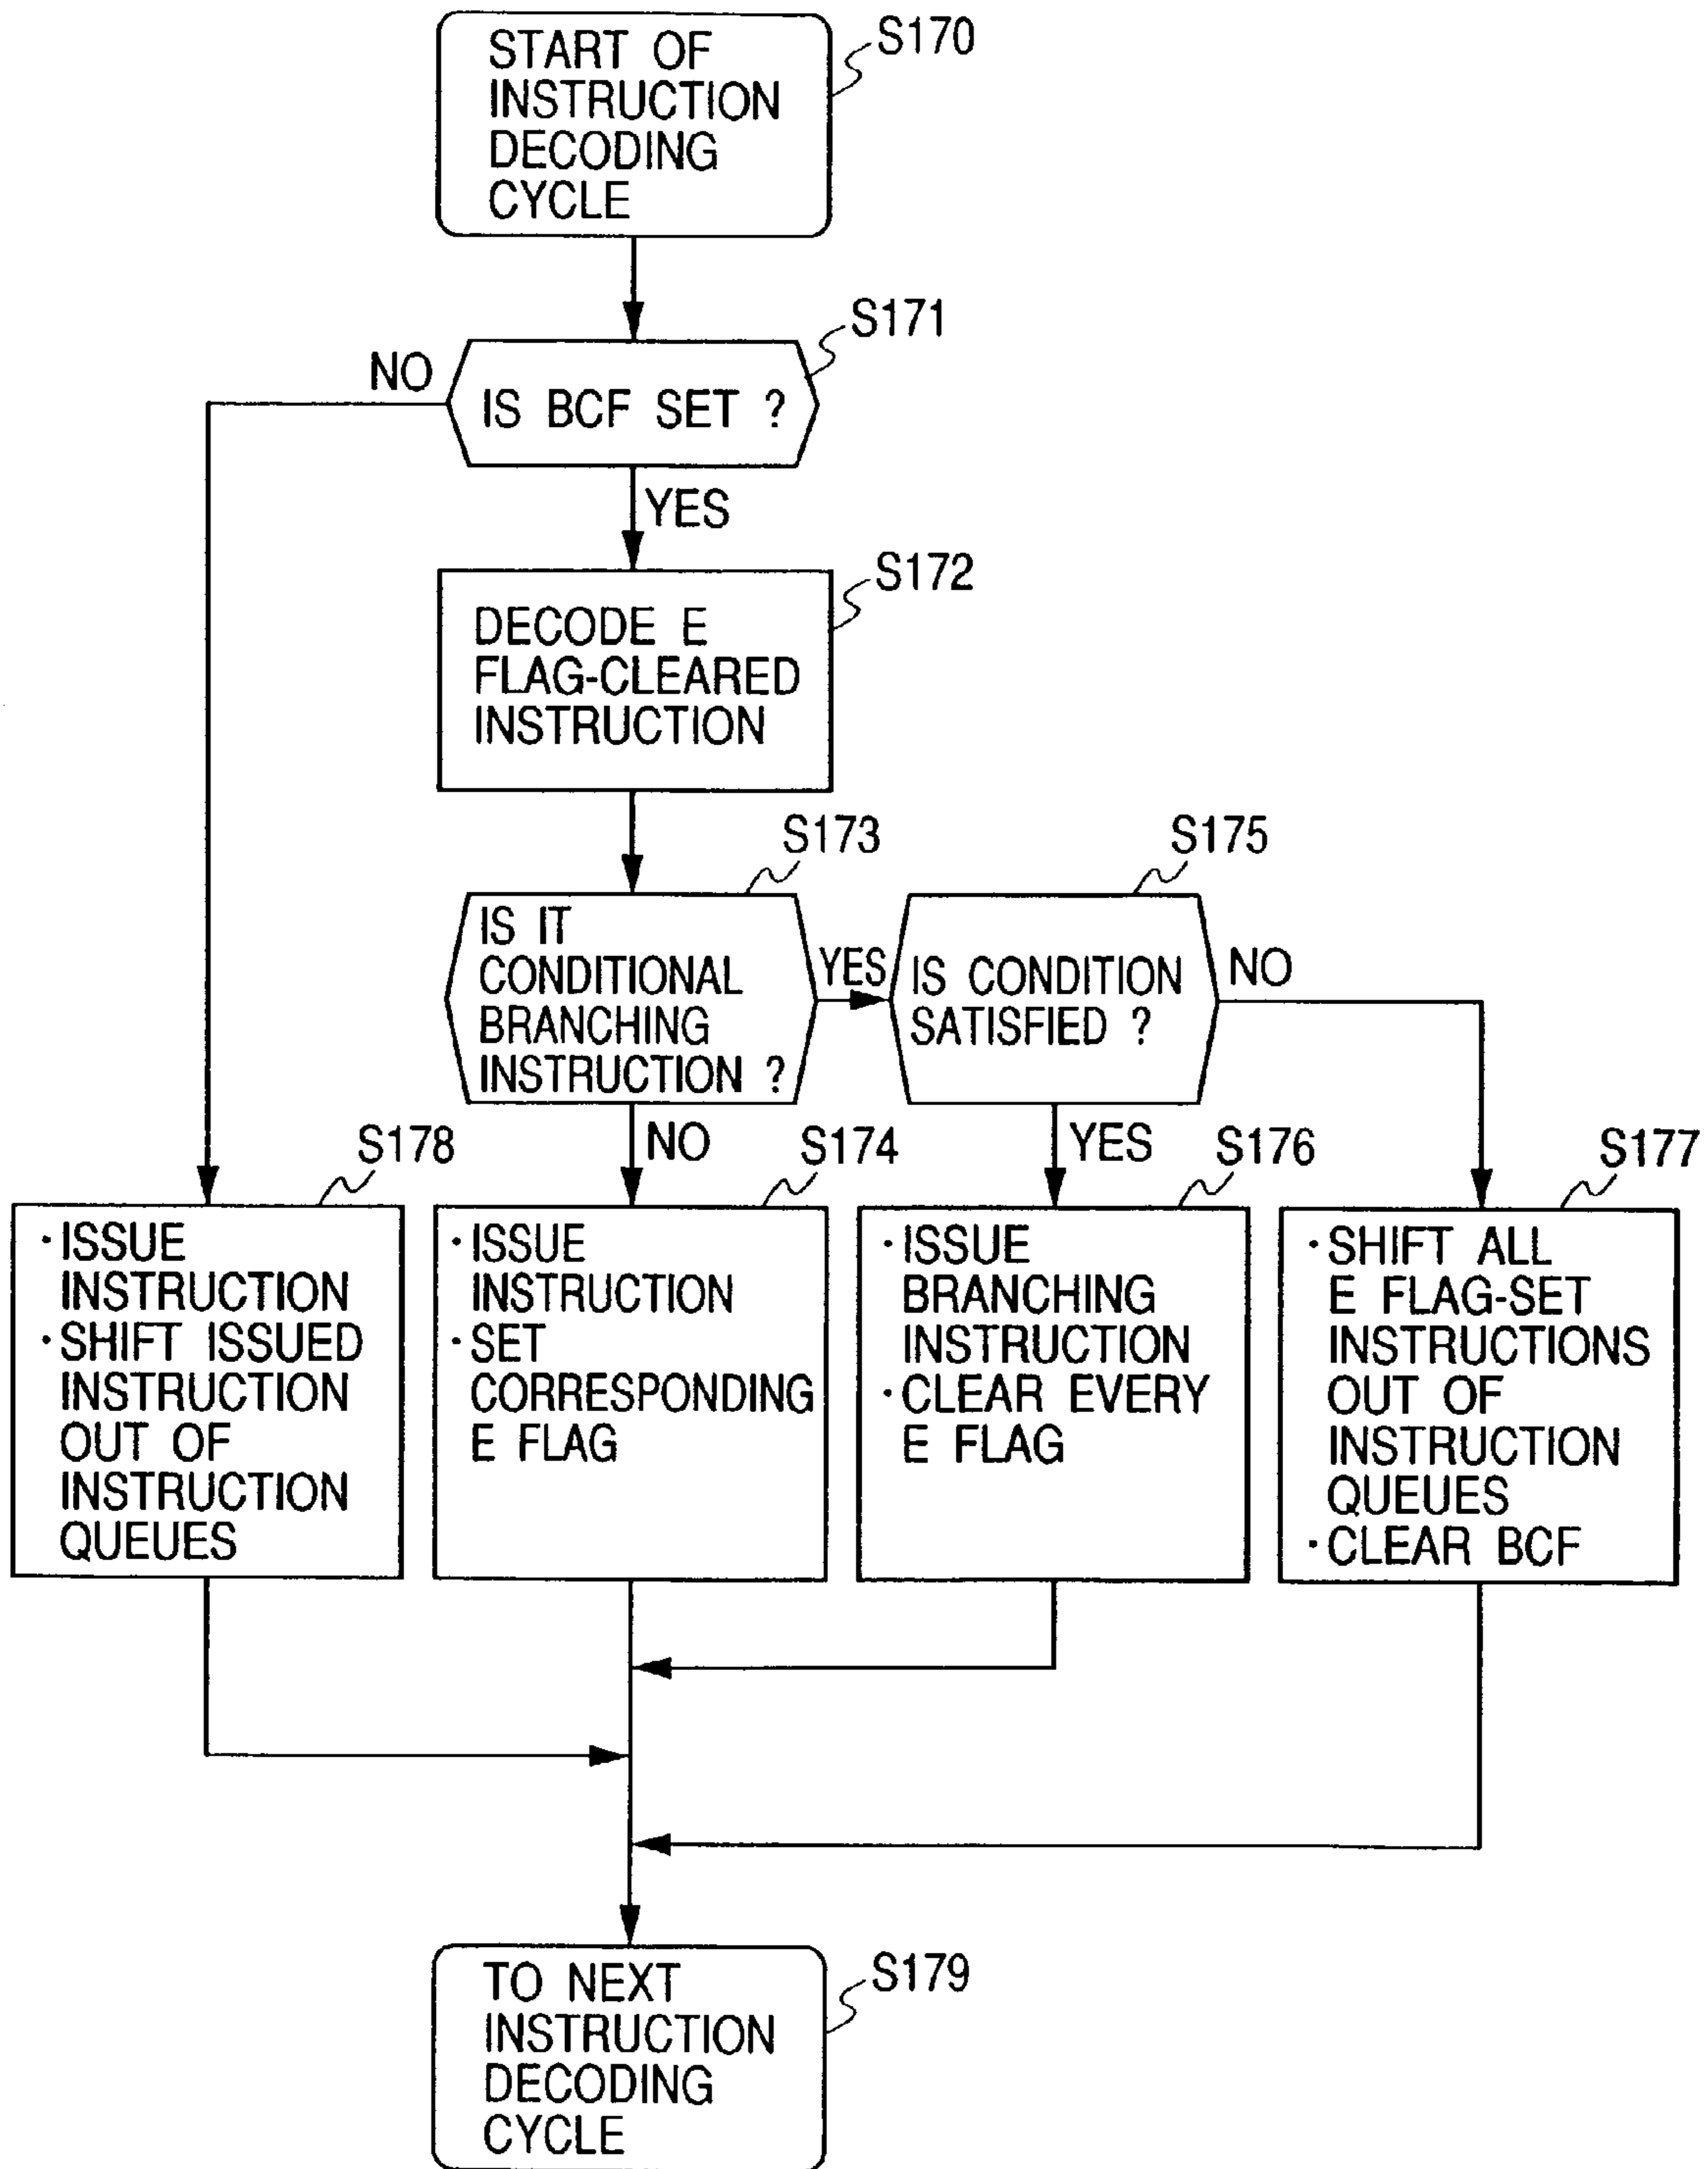 START OF
INSTRUCTION
DECODING
CYCLE
S170
S171
NO
IS BCF SET ?
YES
S172
DECODE E
FLAG-CLEARED
INSTRUCTION
S173
IS IT
CONDITIONAL
BRANCHING
INSTRUCTION ?
YES
S175
IS CONDITION
SATISFIED ?
NO
NO
YES
S178
· ISSUE
INSTRUCTION
· SHIFT ISSUED
INSTRUCTION
OUT OF
INSTRUCTION
QUEUES
S174
· ISSUE
INSTRUCTION
· SET
CORRESPONDING
E FLAG
S176
· ISSUE
BRANCHING
INSTRUCTION
· CLEAR EVERY
E FLAG
S177
· SHIFT ALL
E FLAG-SET
INSTRUCTIONS
OUT OF
INSTRUCTION
QUEUES
· CLEAR BCF
TO NEXT
INSTRUCTION
DECODING
CYCLE
S179